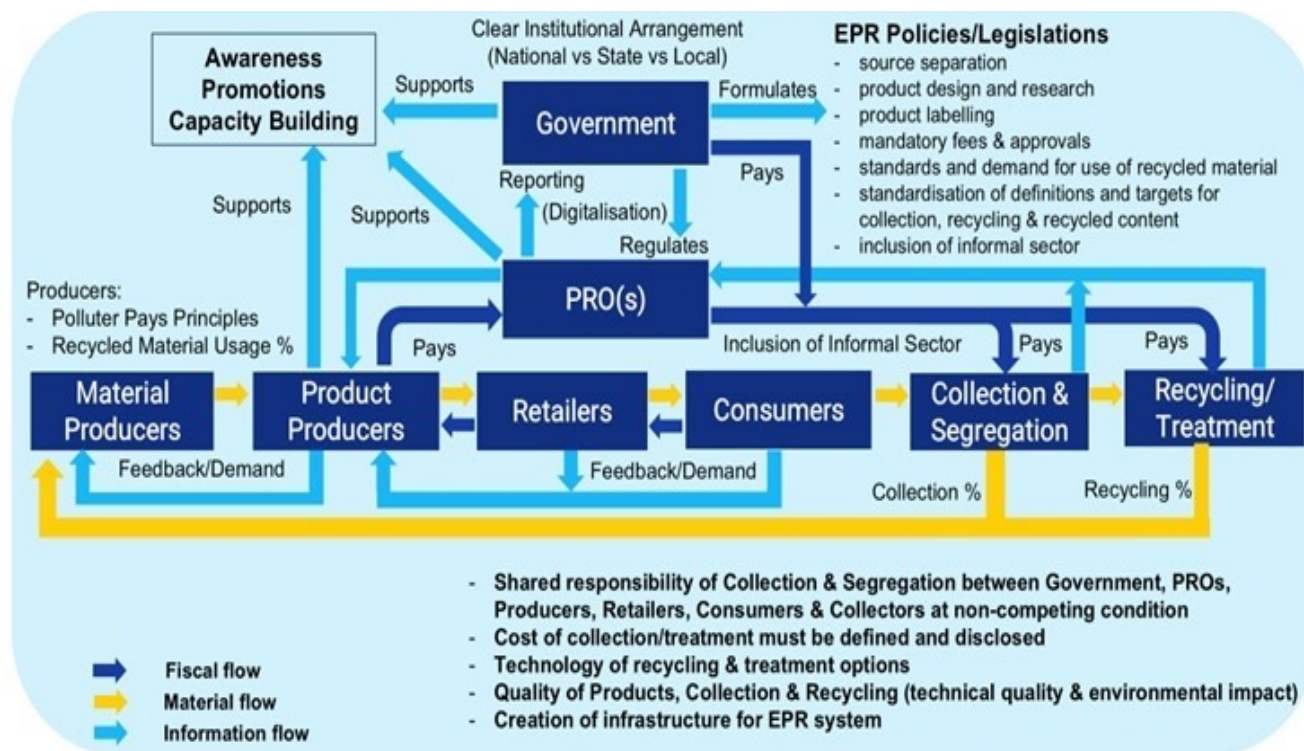 Clear Institutional Arrangement
(National vs State vs Local)
EPR Policies/Legislations
- source separation
- product design and research
- product labelling
- mandatory fees & approvals
- standards and demand for use of recycled material
- standardisation of definitions and targets for
collection, recycling & recycled content
- inclusion of informal sector
Awareness
Promotions
Capacity Building
Supports
Government
Formulates
Pays
Reporting
(Digitalisation)
Regulates
Supports
Supports
PRO(s)
Producers:
- Polluter Pays Principles
- Recycled Material Usage %
Pays
Inclusion of Informal Sector
Pays
Pays
Material
Producers
Product
Producers
Retailers
Consumers
Collection &
Segregation
Recycling/
Treatment
Feedback/Demand
Feedback/Demand
Collection %
Recycling %
- Shared responsibility of Collection & Segregation between Government, PROs,
Producers, Retailers, Consumers & Collectors at non-competing condition
- Cost of collection/treatment must be defined and disclosed
- Technology of recycling & treatment options
- Quality of Products, Collection & Recycling (technical quality & environmental impact)
- Creation of infrastructure for EPR system
Fiscal flow
Material flow
Information flow